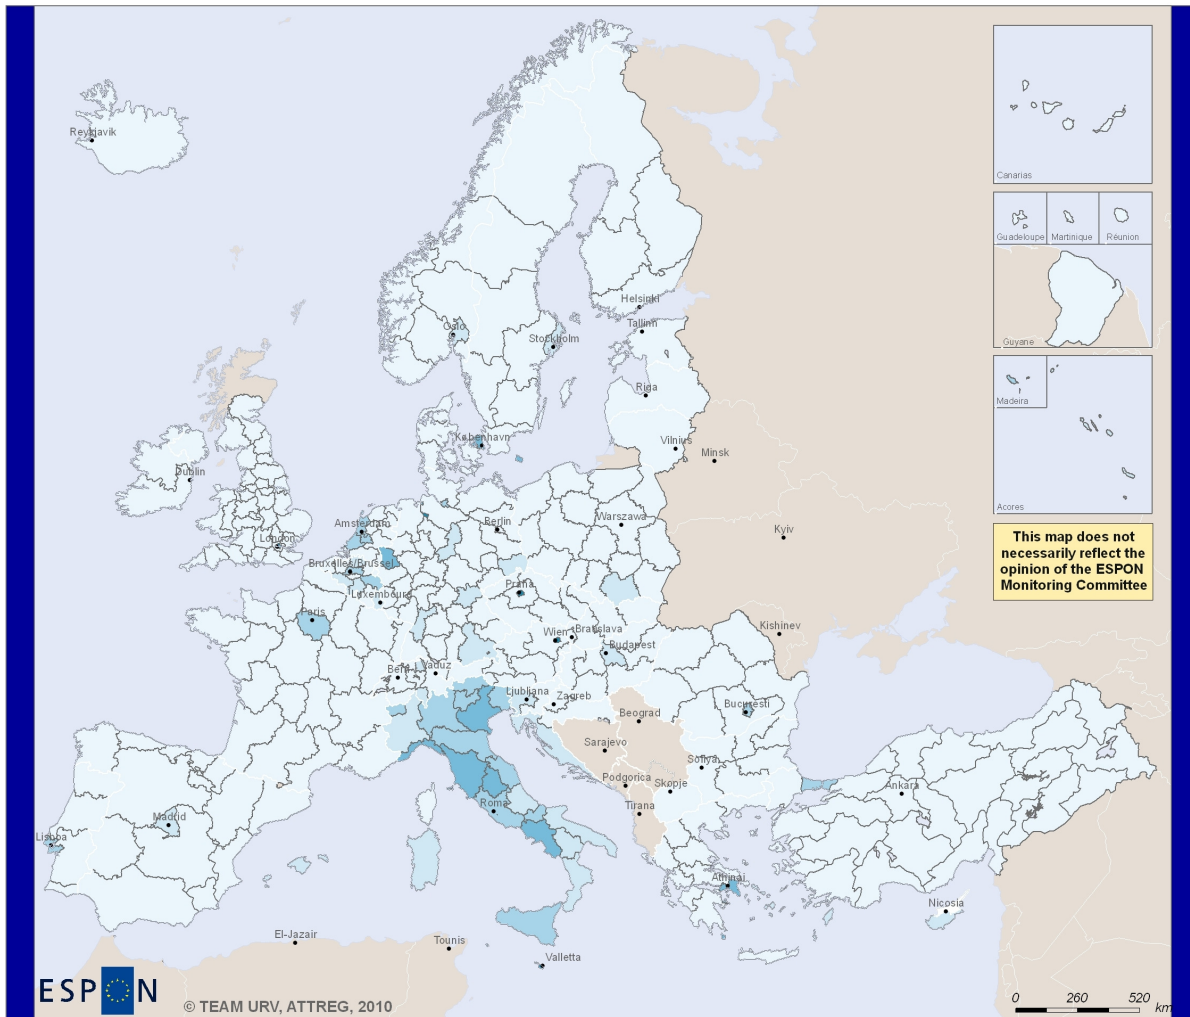 Reykjavik
Canarias
Guadeloupe
Martinique
Réunion
Guyane
Madeira
Acores
Helsinki
Tallinn
Oslo
Stockholm
Riga
København
Vilnius
Minsk
Dublin
Amsterdam
Berlin
Warszawa
London
Kyiv
Bruxelles/Brussel
Praha
Luxembourg
Paris
Wien
Bratislava
Kishinev
Budapest
Bern
Vaduz
Ljubljana
Zagreb
Bucuresti
Beograd
Sarajevo
Sofiya
Podgorica
Skopje
Ankara
Roma
Tirana
Madrid
Lisboa
Athinai
Nicosia
El-Jazair
Tounis
Valletta
This map does not
necessarily reflect the
opinion of the ESPON
Monitoring Committee
ESPON
© TEAM URV, ATTREG, 2010
0 260 520
km